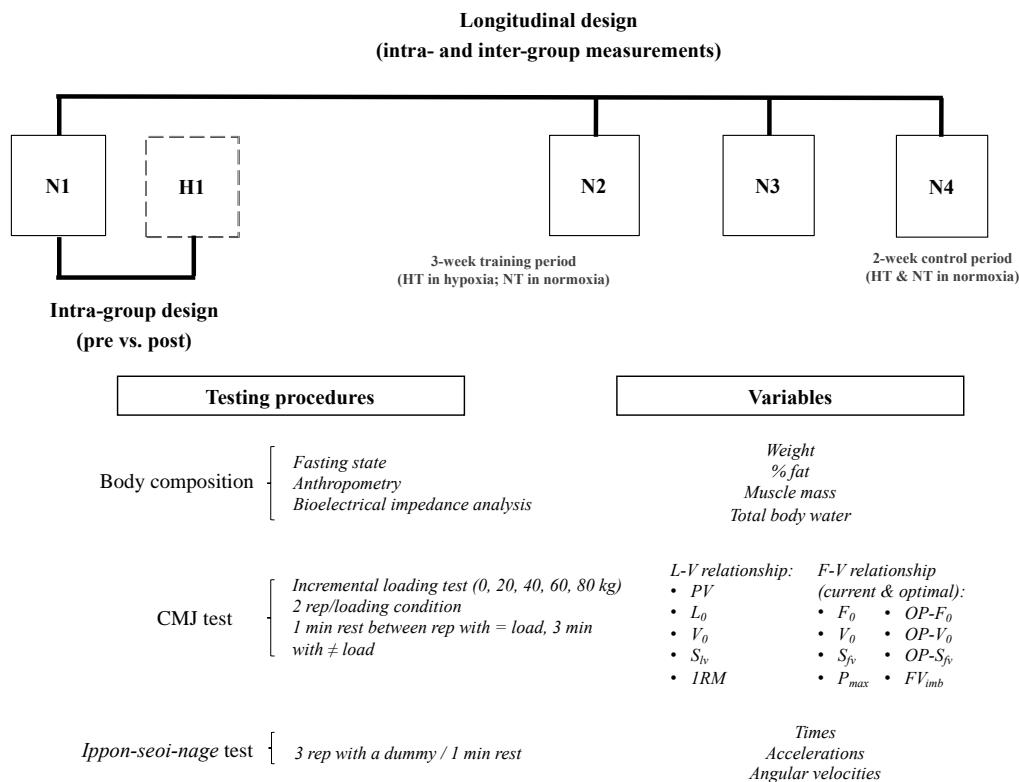 Longitudinal design
(intra- and inter-group measurements)
N1
H1
N2
N3
N4
3-week training period
(HT in hypoxia; NT in normoxia)
2-week control period
(HT & NT in normoxia)
Intra-group design
(pre vs. post)
Testing procedures
Variables
Body composition
Fasting state
Anthropometry
Bioelectrical impedance analysis
Weight
% fat
Muscle mass
Total body water
CMJ test
Incremental loading test (0, 20, 40, 60, 80 kg)
2 rep/loading condition
1 min rest between rep with = load, 3 min
with ≠ load
L-V relationship:
• PV
• L0
• V0
• Slv
• 1RM
F-V relationship
(current & optimal):
• F0 • OP-F0
• V0 • OP-V0
• Sfv • OP-Sfv
• Pmax • FVimb
Ippon-seoi-nage test
3 rep with a dummy / 1 min rest
Times
Accelerations
Angular velocities